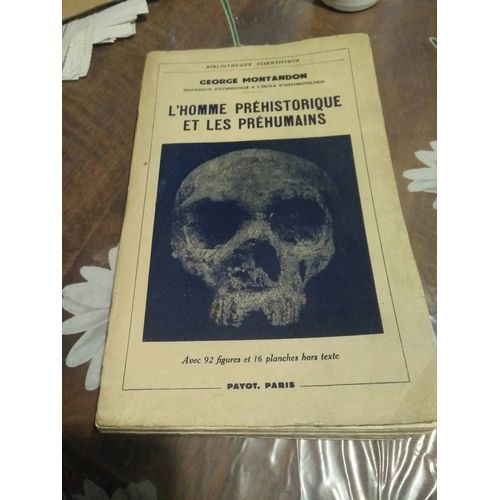 BIBLIOTHÈQUE SCIENTIFIQUE
GEORGE MONTANDON
PROFESSEUR D'ETHNOLOGIE A L'ÉCOLE D'ANTHROPOLOGIE
L'HOMME PRÉHISTORIQUE
ET LES PRÉHUMAINS
Avec 92 figures et 16 planches hors texte
PAYOT, PARIS